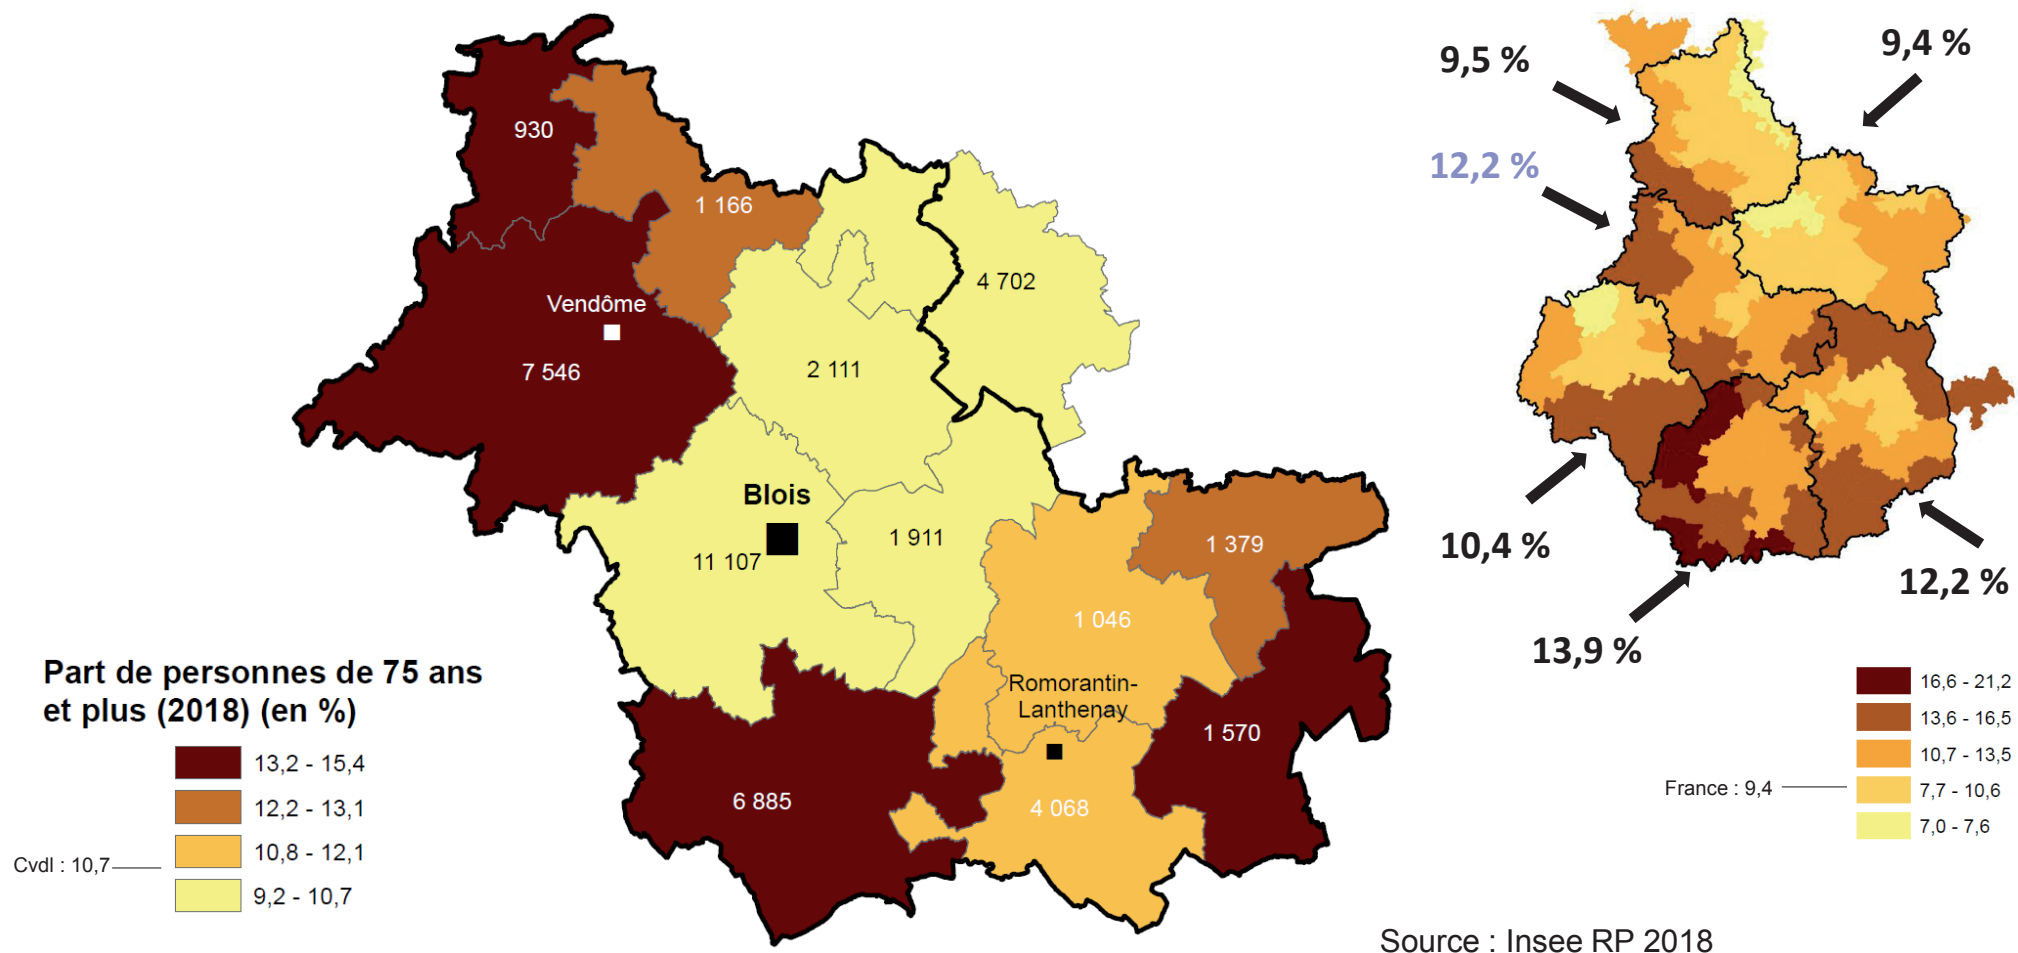 9,5 %
9,4 %
12,2 %
930
1 166
4 702
Vendôme
7 546
2 111
Blois
11 107
1 911
1 379
1 046
Romorantin-
Lanthenay
1 570
6 885
4 068
10,4 %
12,2 %
13,9 %
Part de personnes de 75 ans
et plus (2018) (en %)
13,2 - 15,4
12,2 - 13,1
10,8 - 12,1
9,2 - 10,7
Cvdl : 10,7
16,6 - 21,2
13,6 - 16,5
10,7 - 13,5
7,7 - 10,6
7,0 - 7,6
France : 9,4
Source : Insee RP 2018